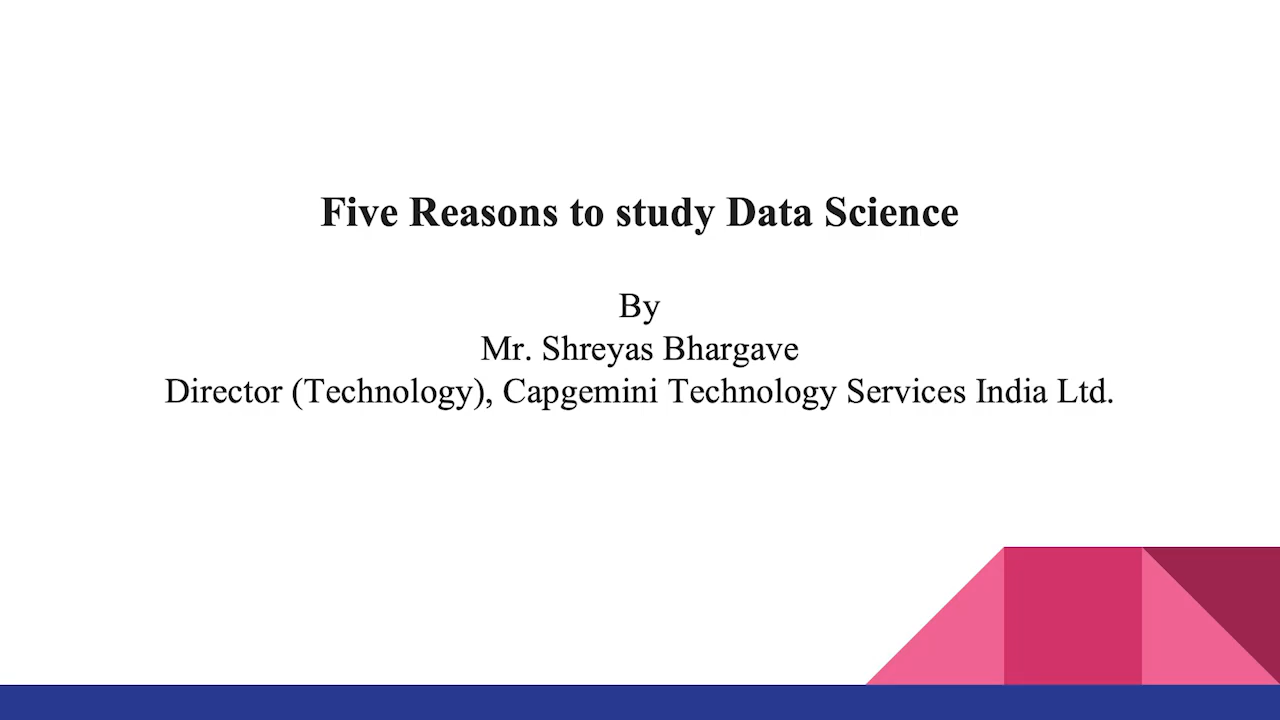 Five Reasons to study Data Science
By
Mr. Shreyas Bhargave
Director (Technology), Capgemini Technology Services India Ltd.